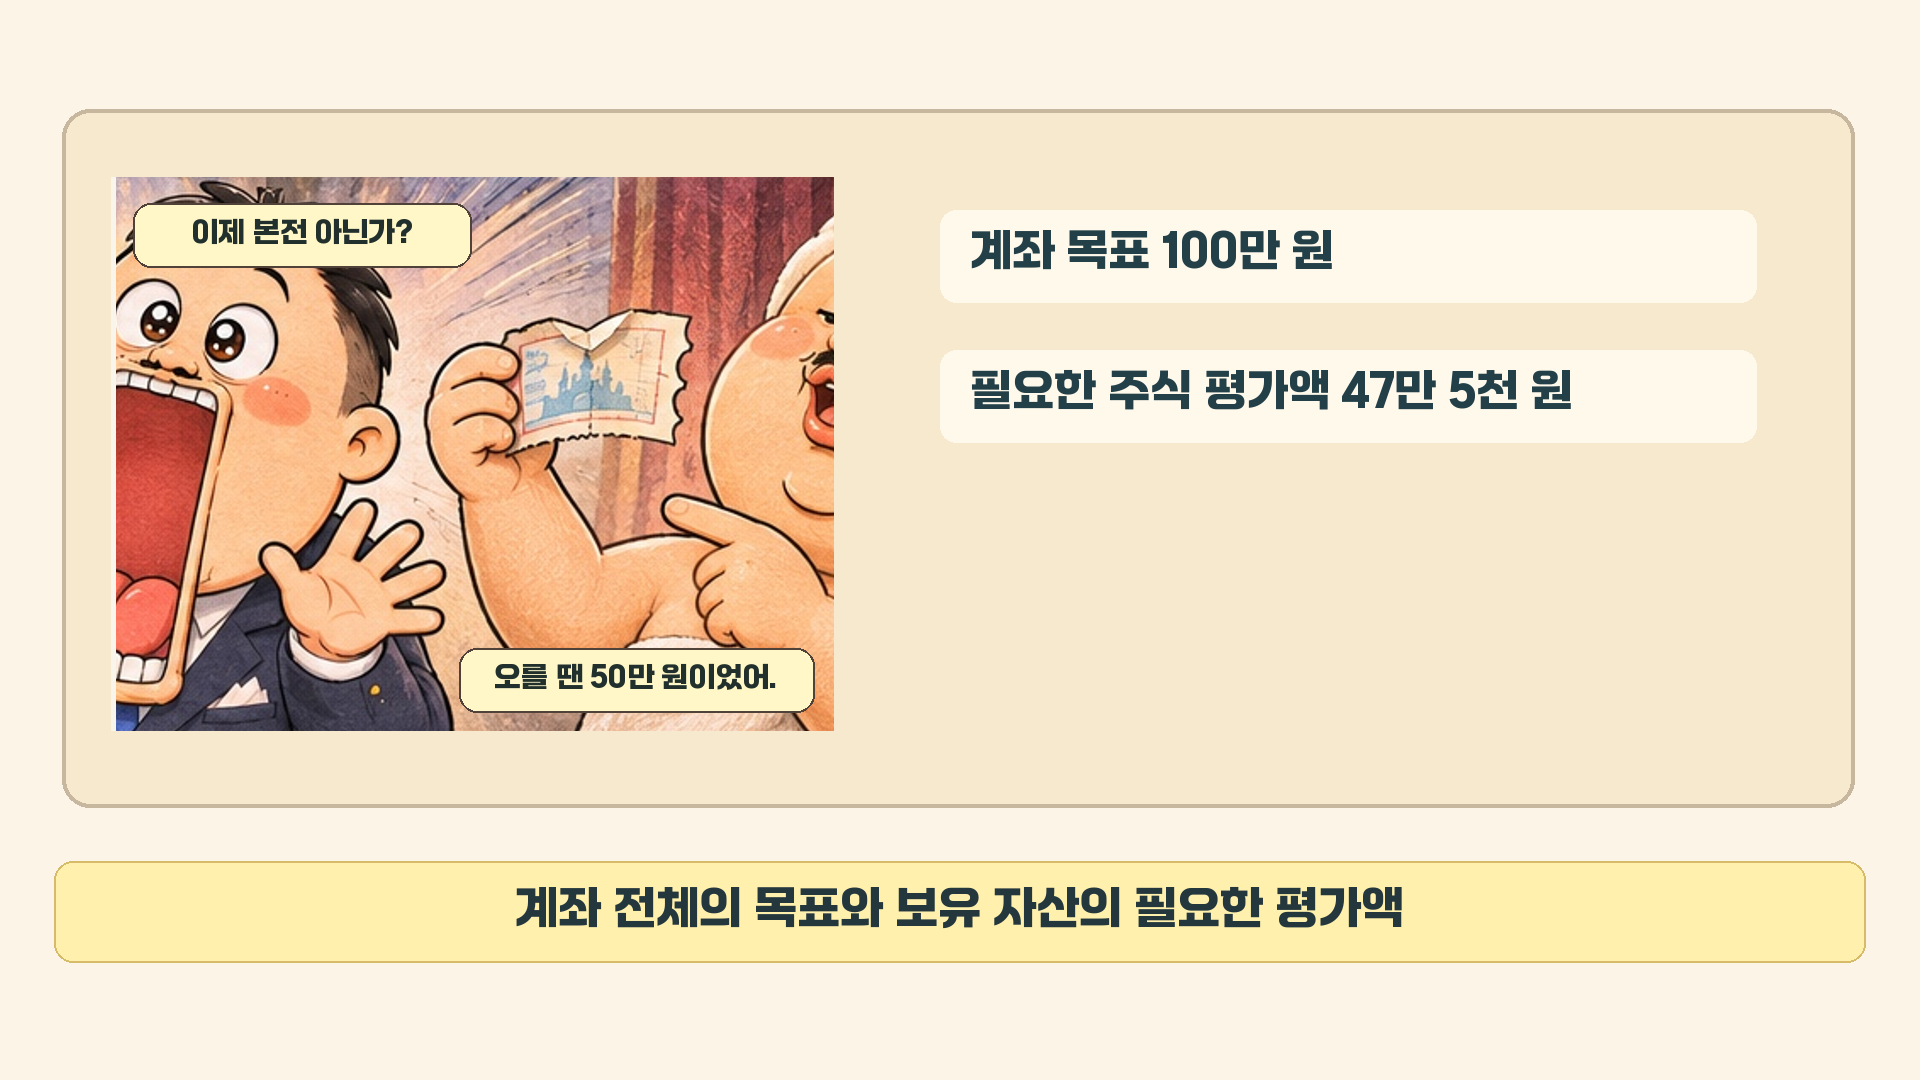 이제 본전 아닌가?
오를 땐 50만 원이었어.
계좌 목표 100만 원
필요한 주식 평가액 47만 5천 원
계좌 전체의 목표와 보유 자산의 필요한 평가액